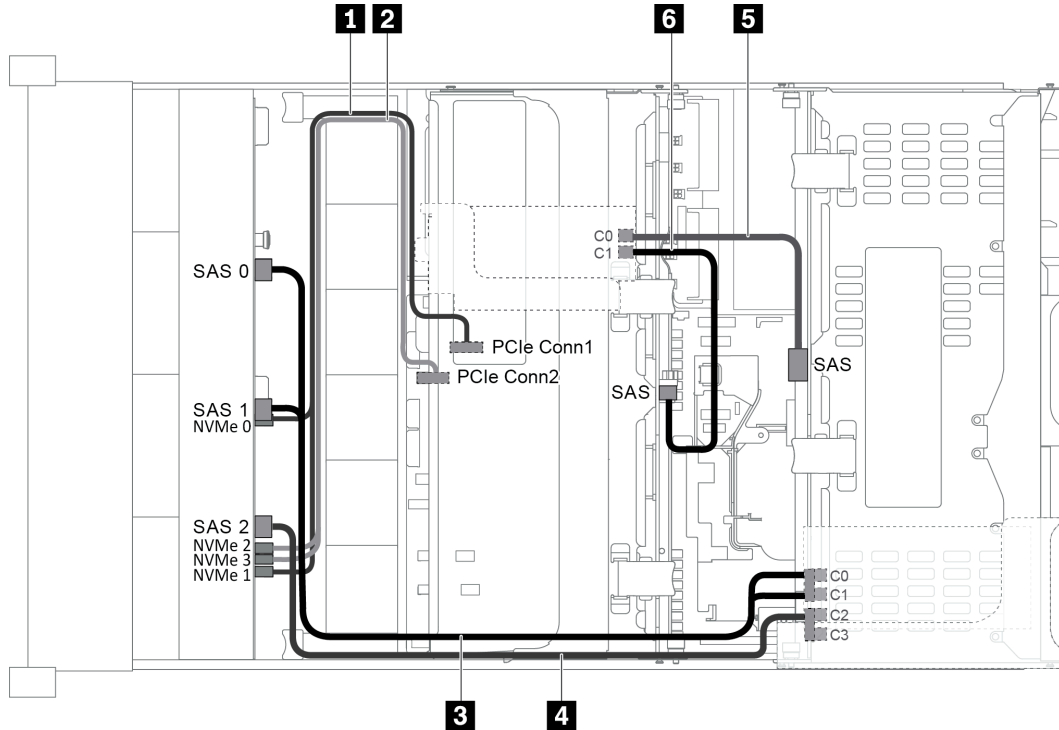 1 2 6 5
C0
C1
SAS 0
PCIe Conn1
SAS
PCIe Conn2
SAS
SAS 1
NVMe 0
SAS 2
NVMe 2
NVMe 3
NVMe 1
C0
C1
C2
C3
3 4